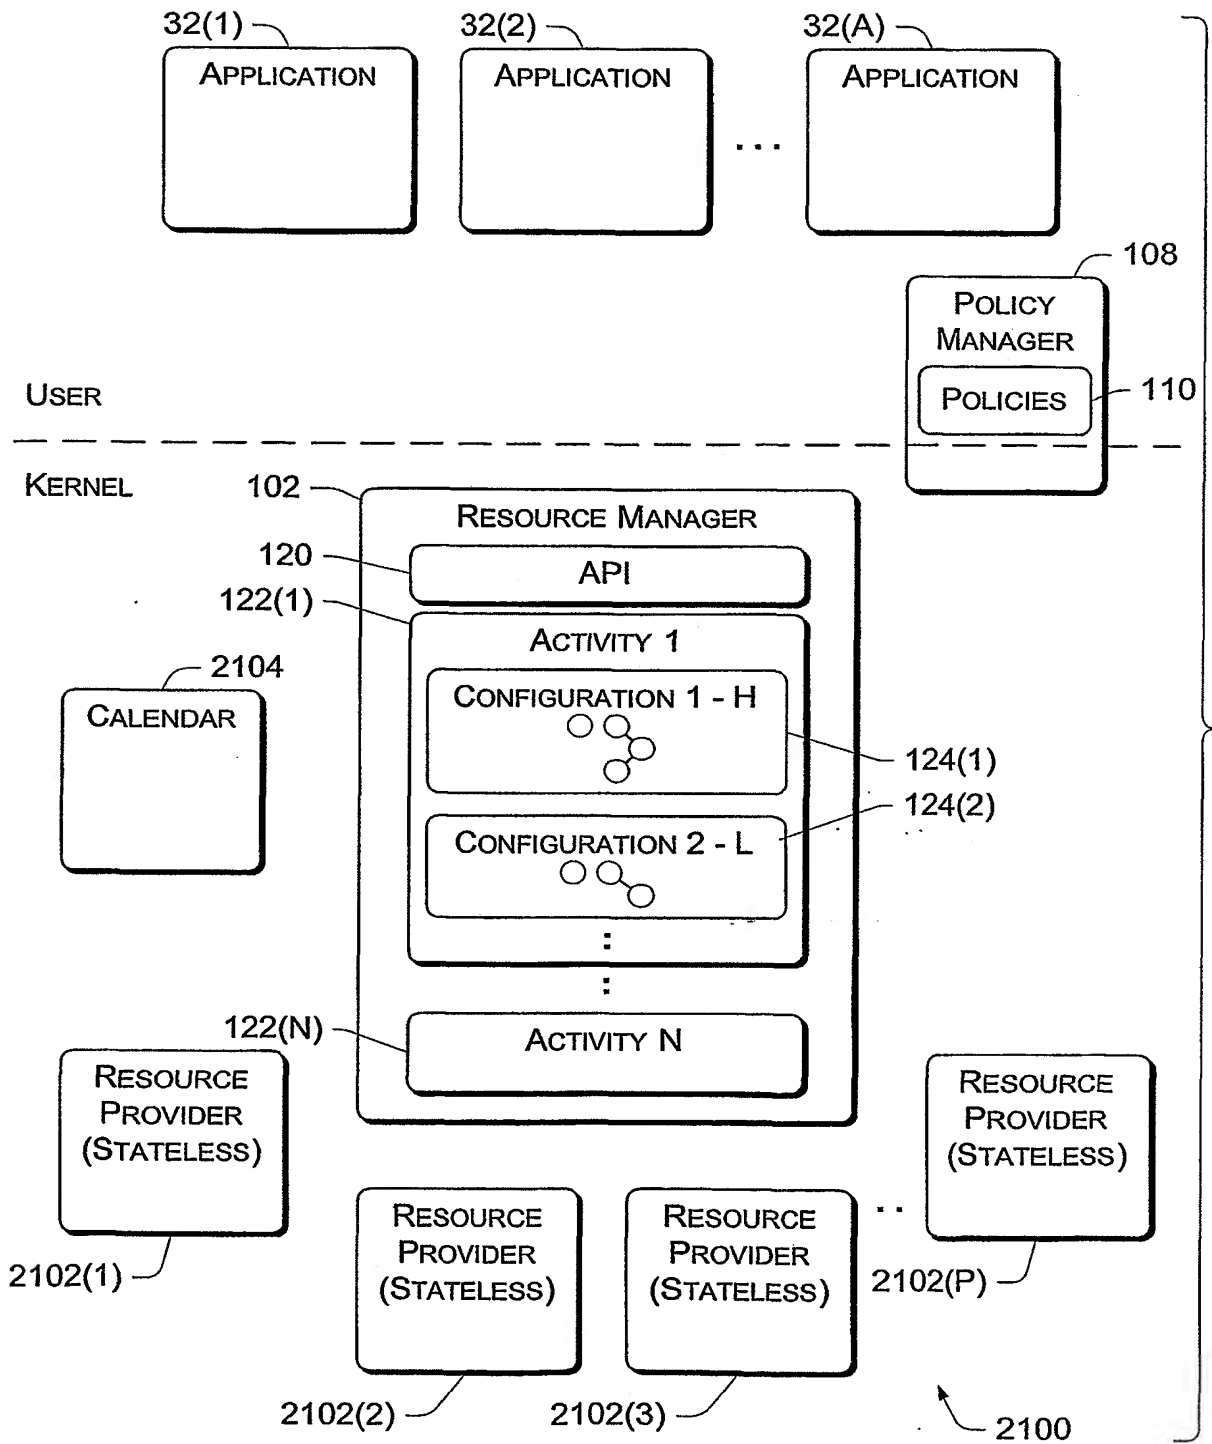 32(1)
32(2)
32(A)
APPLICATION
APPLICATION
APPLICATION
. . .
108
POLICY
MANAGER
POLICIES
110
USER
KERNEL
102
RESOURCE MANAGER
120
API
122(1)
ACTIVITY 1
2104
CALENDAR
CONFIGURATION 1 - H
124(1)
124(2)
CONFIGURATION 2 - L
122(N)
ACTIVITY N
RESOURCE
PROVIDER
(STATELESS)
2102(1)
RESOURCE
PROVIDER
(STATELESS)
2102(2)
RESOURCE
PROVIDER
(STATELESS)
2102(3)
. .
RESOURCE
PROVIDER
(STATELESS)
2102(P)
2100